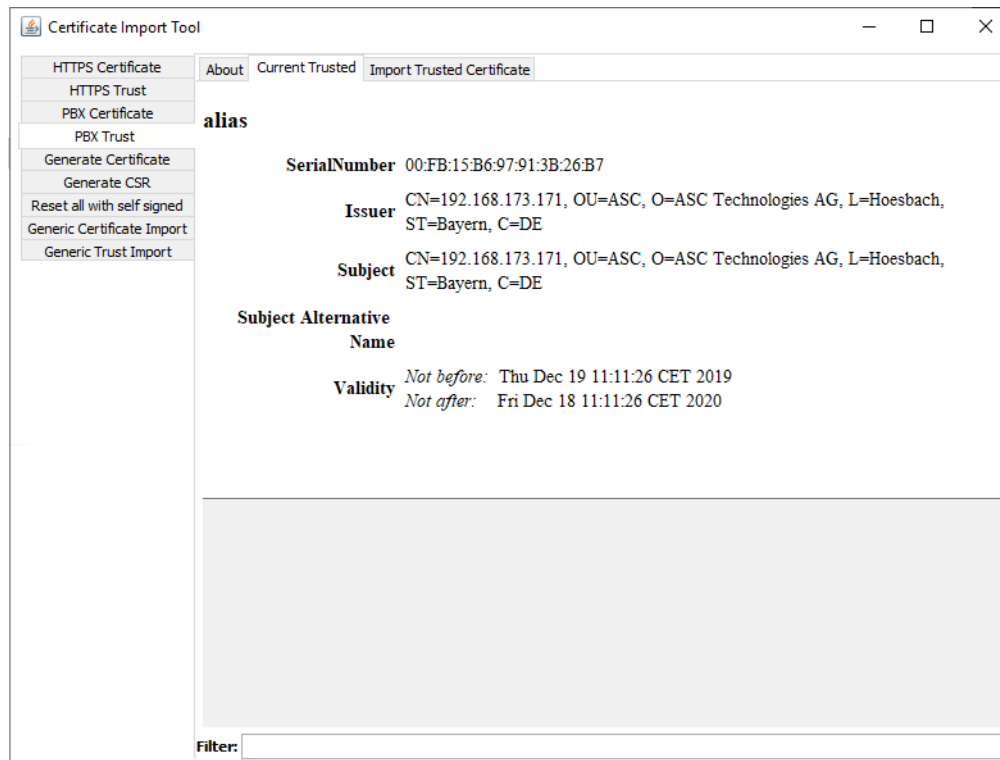 Certificate Import Tool
HTTPS Certificate
HTTPS Trust
PBX Certificate
PBX Trust
Generate Certificate
Generate CSR
Reset all with self signed
Generic Certificate Import
Generic Trust Import
About
Current Trusted
Import Trusted Certificate
alias
SerialNumber 00:FB:15:B6:97:91:3B:26:B7
Issuer CN=192.168.173.171, OU=ASC, O=ASC Technologies AG, L=Hoesbach,
ST=Bayern, C=DE
Subject CN=192.168.173.171, OU=ASC, O=ASC Technologies AG, L=Hoesbach,
ST=Bayern, C=DE
Subject Alternative
Name
Validity
Not before: Thu Dec 19 11:11:26 CET 2019
Not after: Fri Dec 18 11:11:26 CET 2020
Filter: